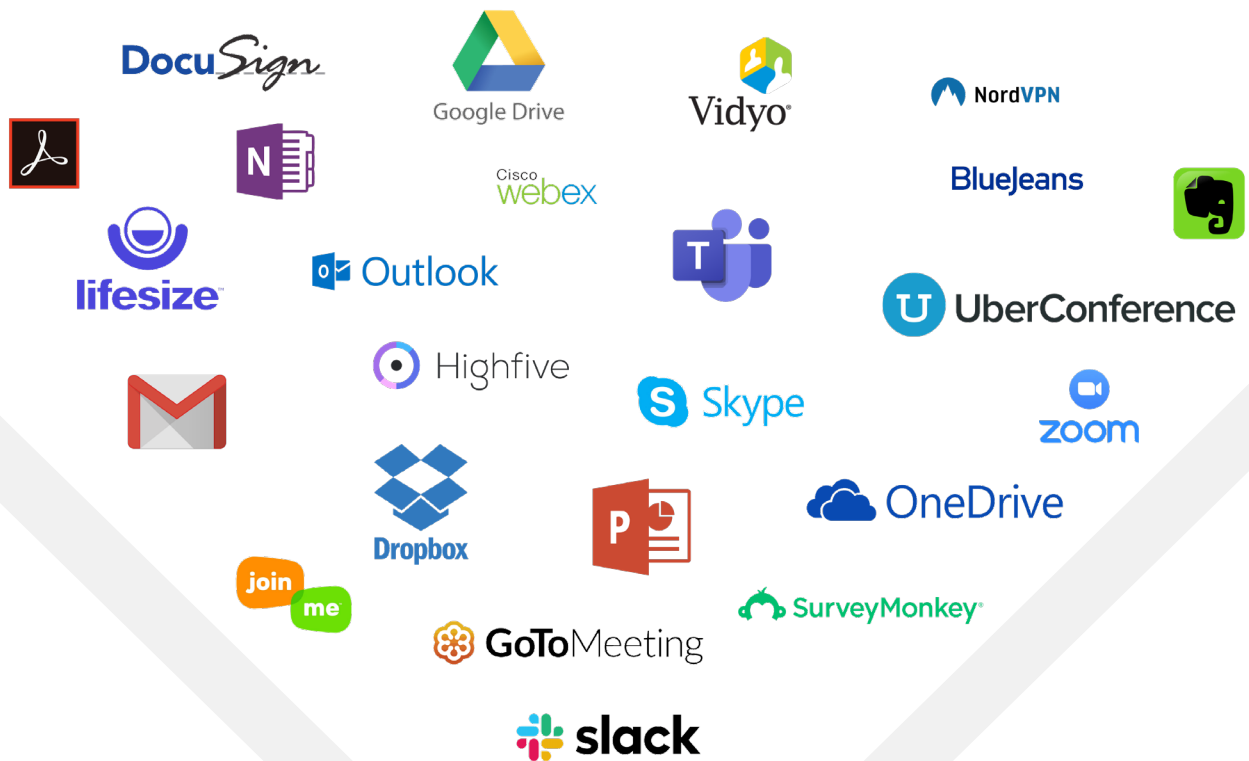 DocuSign
Google Drive
Vidyo®
NordVPN
N
Cisco
webex
BlueJeans
lifesize™
O Outlook
T
U UberConference
Highfive
S Skype
zoom
Dropbox
P
OneDrive
join
me
SurveyMonkey®
GoToMeeting
slack